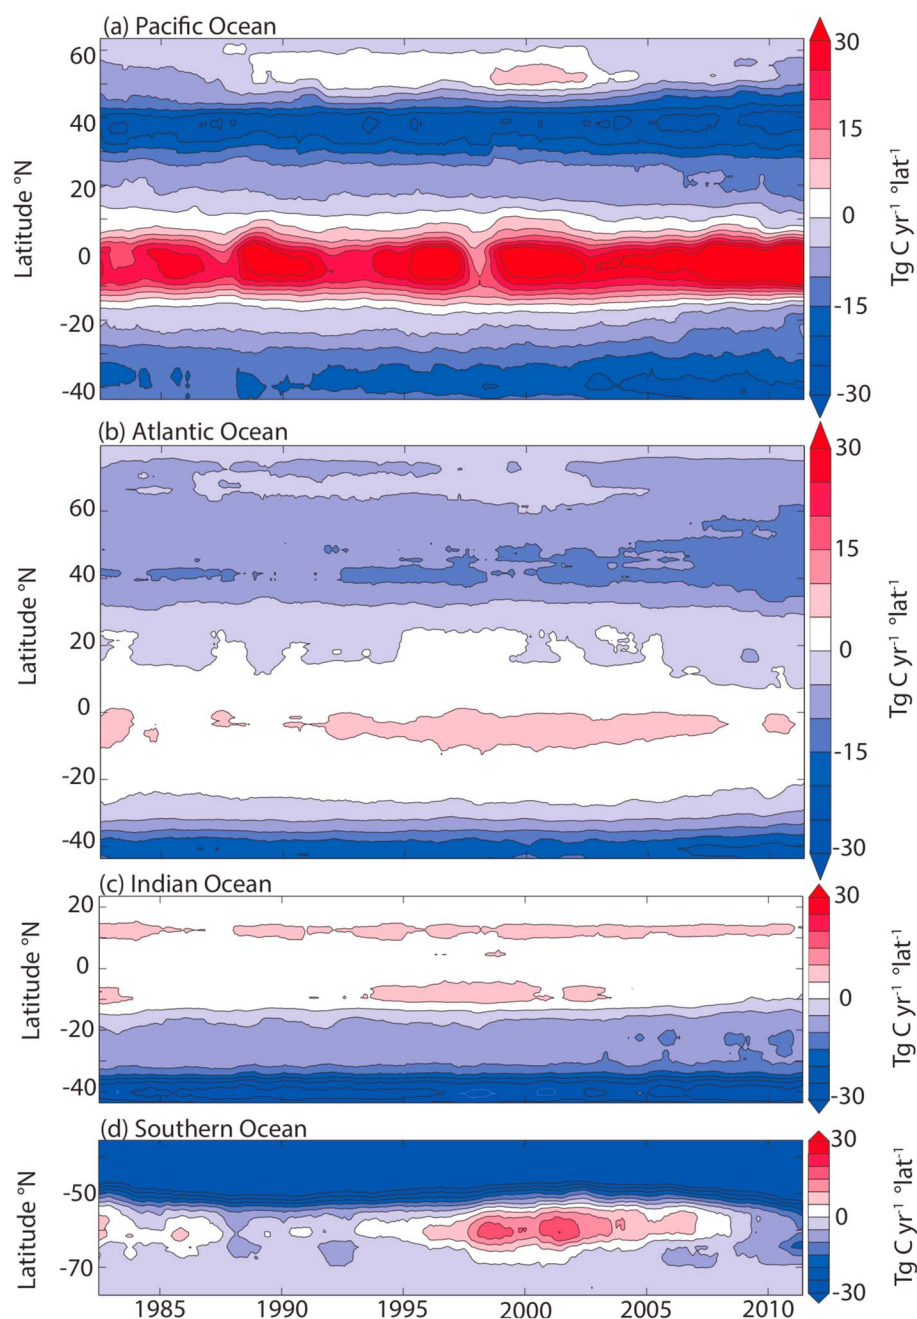 (a) Pacific Ocean
60
40
20
0
-20
-40
Latitude °N
30
15
0
-15
-30
Tg C yr⁻¹ °lat⁻¹
(b) Atlantic Ocean
60
40
20
0
-20
-40
Latitude °N
30
15
0
-15
-30
Tg C yr⁻¹ °lat⁻¹
(c) Indian Ocean
20
0
-20
-40
Latitude °N
30
15
0
-30
Tg C yr⁻¹ °lat⁻¹
(d) Southern Ocean
-50
-70
Latitude °N
30
15
0
-15
-30
Tg C yr⁻¹ °lat⁻¹
1985 1990 1995 2000 2005 2010